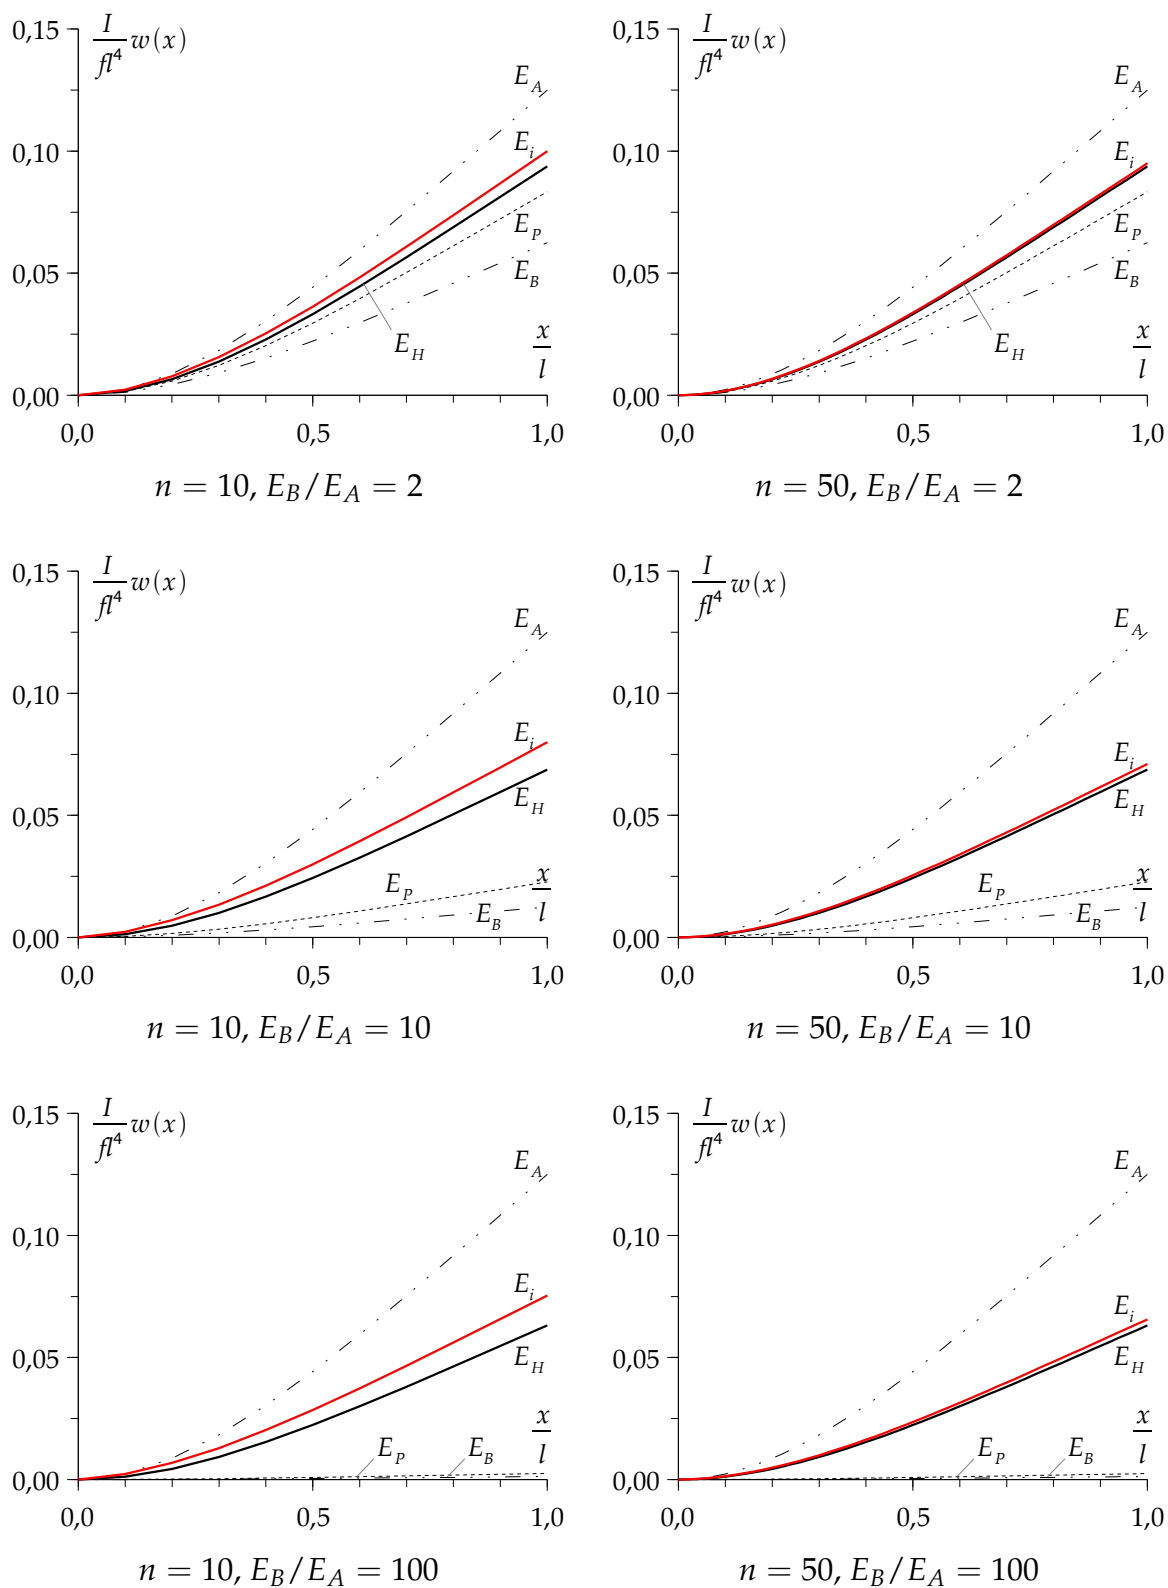 0,15 I/fl⁴ w(x)
E_A
0,10 E_i
E_P
0,05 E_B
E_H x/l
0,00
0,0 0,5 1,0
n = 10, E_B/E_A = 2
0,15 I/fl⁴ w(x)
E_A
0,10 E_i
E_P
0,05 E_B
E_H x/l
0,00
0,0 0,5 1,0
n = 50, E_B/E_A = 2
0,15 I/fl⁴ w(x)
E_A
0,10
E_i
0,05 E_H
E_P x/l
E_B
0,00
0,0 0,5 1,0
n = 10, E_B/E_A = 10
0,15 I/fl⁴ w(x)
E_A
0,10
E_i
0,05 E_H
E_P x/l
E_B
0,00
0,0 0,5 1,0
n = 50, E_B/E_A = 10
0,15 I/fl⁴ w(x)
E_A
0,10
E_i
0,05 E_H
E_P E_B x/l
0,00
0,0 0,5 1,0
n = 10, E_B/E_A = 100
0,15 I/fl⁴ w(x)
E_A
0,10
E_i
0,05 E_H
E_P E_B x/l
0,00
0,0 0,5 1,0
n = 50, E_B/E_A = 100